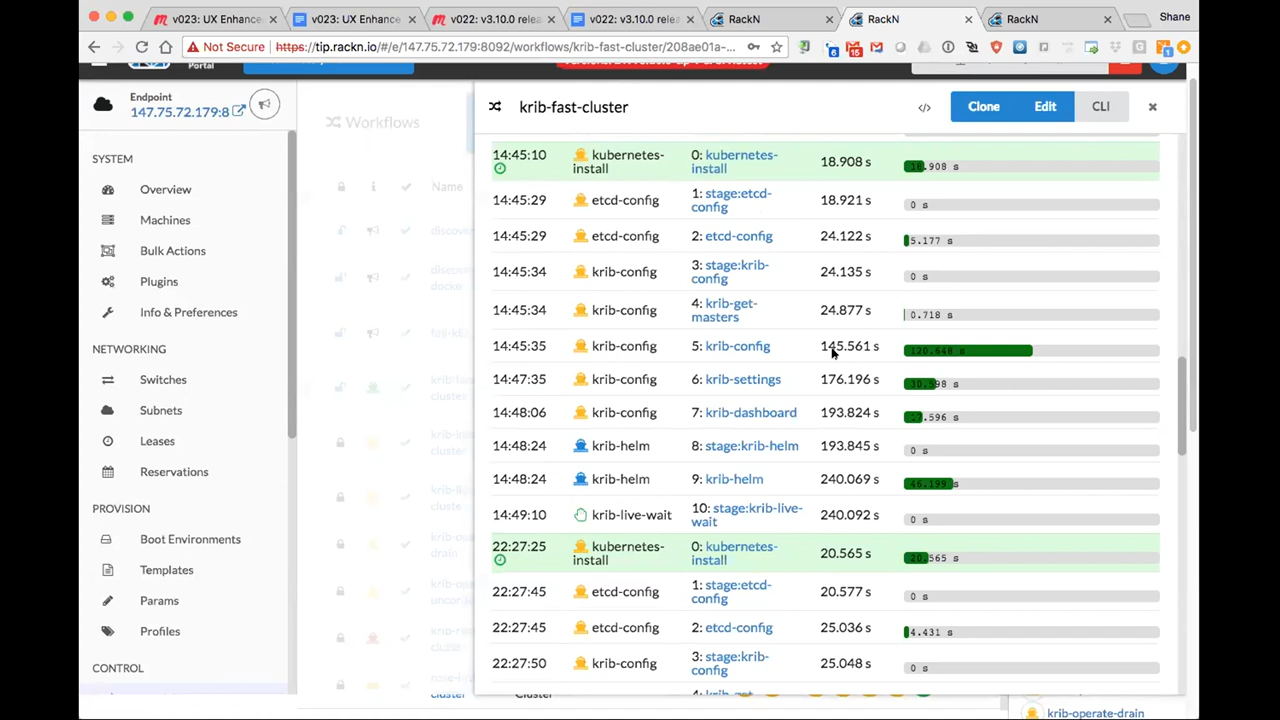 v023: UX Enhance
v023: UX Enhance
v022: v3.10.0 relea
v022: v3.10.0 relea
RackN
RackN
RackN
Shane
Not Secure
https://tip.rackn.io/#/e/147.75.72.179:8092/workflows/krib-fast-cluster/208ae01a-...
6
15
1
Portal
Endpoint
147.75.72.179:8
Workflows
krib-fast-cluster
</>
Clone
Edit
CLI
SYSTEM
Overview
Machines
Bulk Actions
Plugins
Info & Preferences
NETWORKING
Switches
Subnets
Leases
Reservations
PROVISION
Boot Environments
Templates
Params
Profiles
CONTROL
Name
14:45:10 kubernetes-install 0: kubernetes-install 18.908 s
14:45:29 etcd-config 1: stage:etcd-config 18.921 s 0 s
14:45:29 etcd-config 2: etcd-config 24.122 s 5.177 s
14:45:34 krib-config 3: stage:krib-config 24.135 s 0 s
14:45:34 krib-config 4: krib-get-masters 24.877 s 0.718 s
14:45:35 krib-config 5: krib-config 145.561 s 120.648 s
14:47:35 krib-config 6: krib-settings 176.196 s
14:48:06 krib-config 7: krib-dashboard 193.824 s
14:48:24 krib-helm 8: stage:krib-helm 193.845 s 0 s
14:48:24 krib-helm 9: krib-helm 240.069 s 46.199 s
14:49:10 krib-live-wait 10: stage:krib-live-wait 240.092 s 0 s
22:27:25 kubernetes-install 0: kubernetes-install 20.565 s 20.565 s
22:27:45 etcd-config 1: stage:etcd-config 20.577 s 0 s
22:27:45 etcd-config 2: etcd-config 25.036 s 4.431 s
22:27:50 krib-config 3: stage:krib-config 25.048 s 0 s
krib-operate-drain